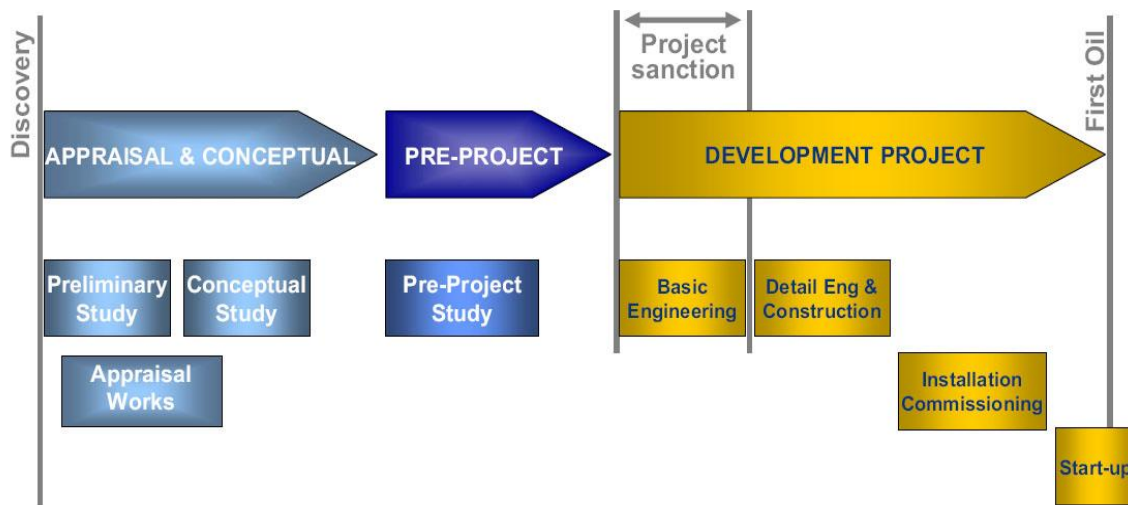 Discovery
Project
sanction
First Oil
APPRAISAL & CONCEPTUAL
PRE-PROJECT
DEVELOPMENT PROJECT
Preliminary
Study
Conceptual
Study
Pre-Project
Study
Basic
Engineering
Detail Eng &
Construction
Appraisal
Works
Installation
Commissioning
Start-up